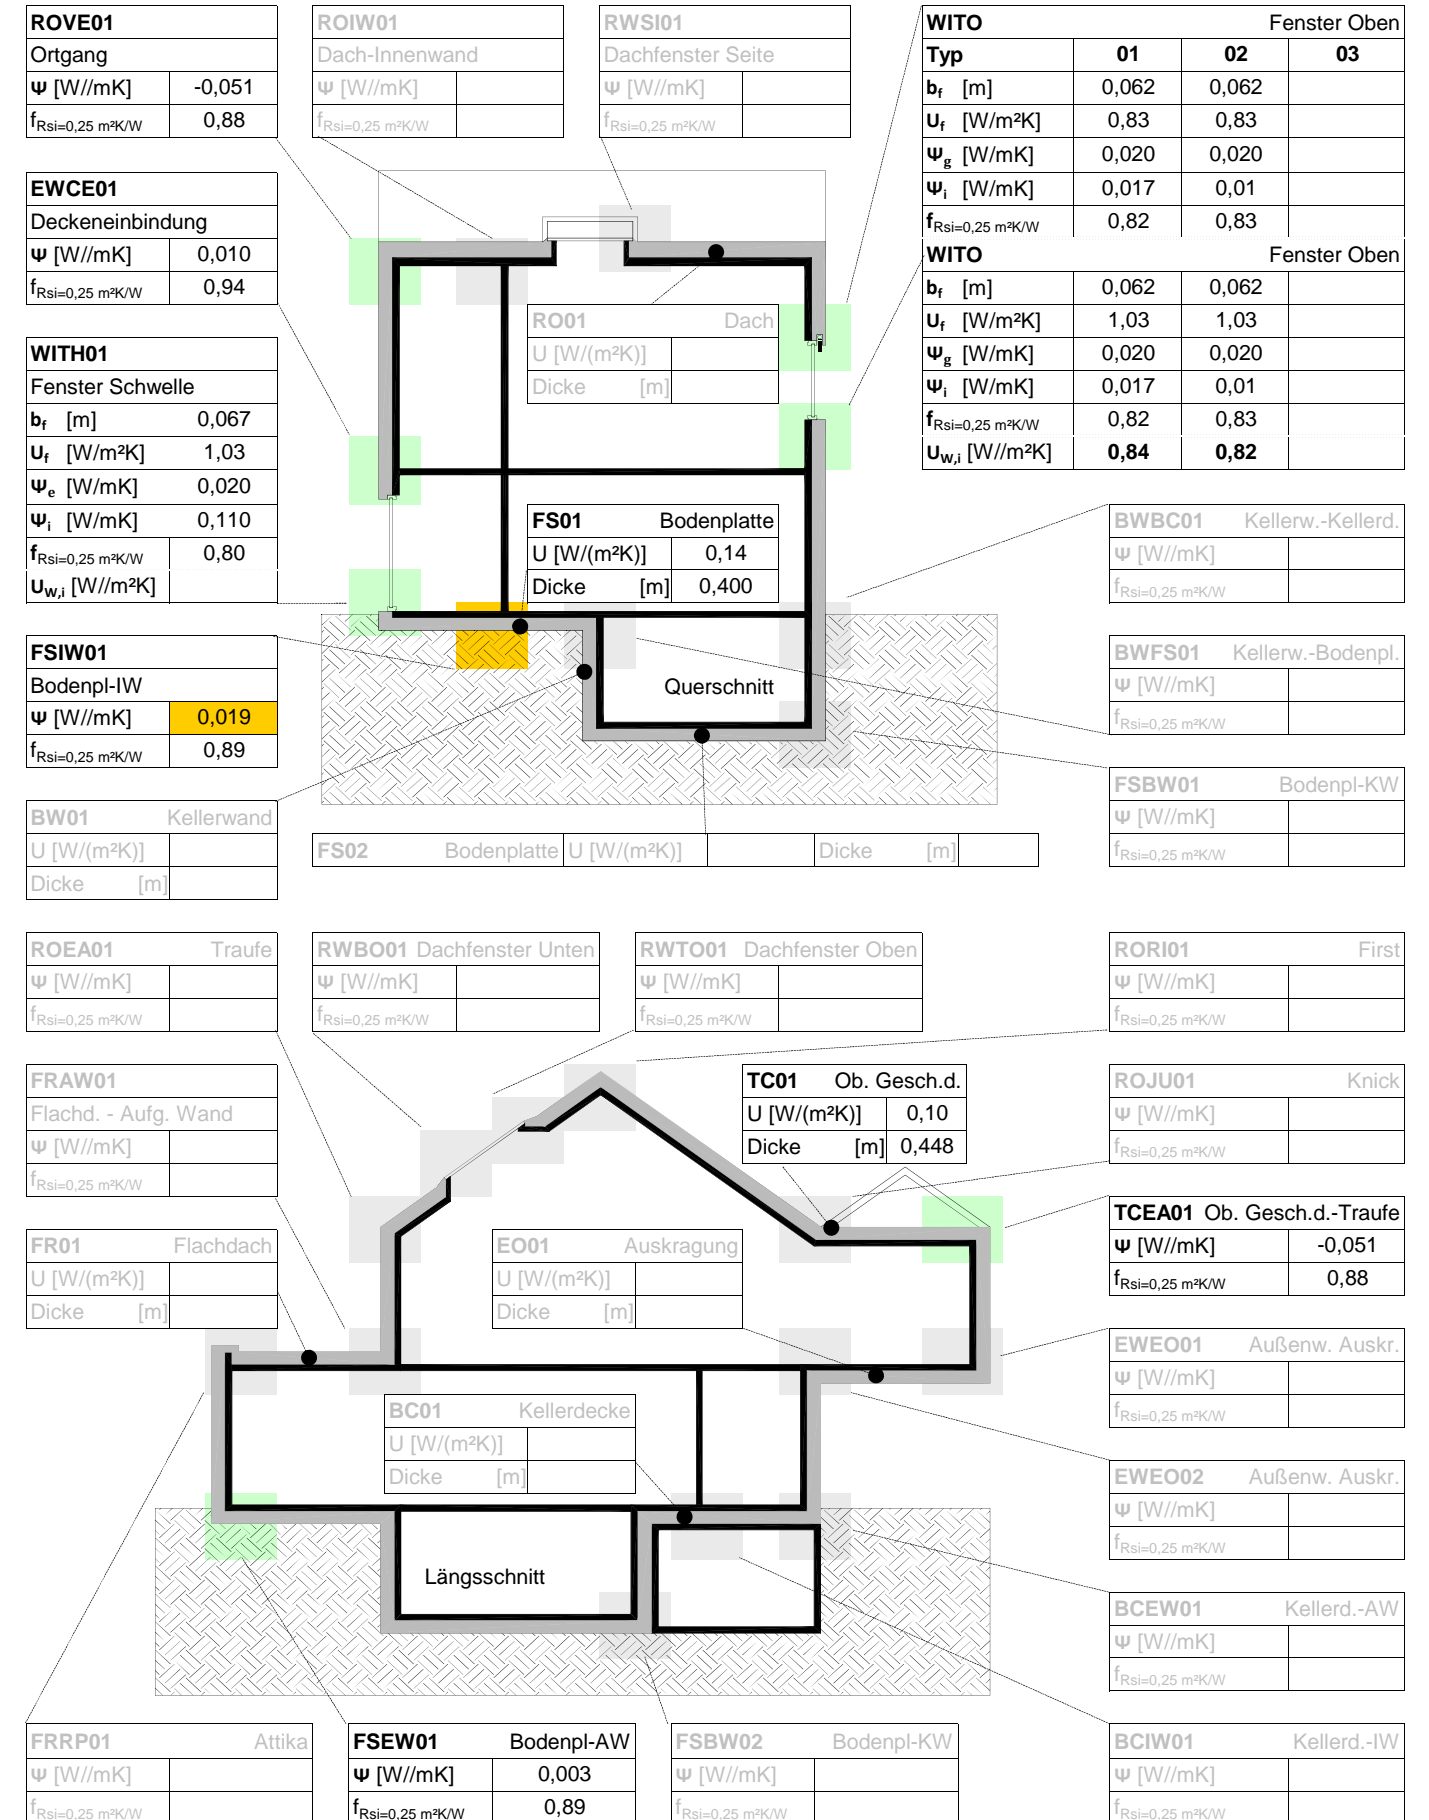 ROVE01
Ortgang
Ψ [W//mK] -0,051
fRsi=0,25 m²K/W 0,88
ROIW01
Dach-Innenwand
Ψ [W//mK]
fRsi=0,25 m²K/W
RWSI01
Dachfenster Seite
Ψ [W//mK]
fRsi=0,25 m²K/W
WITO Fenster Oben
Typ 01 02 03
bf [m] 0,062 0,062
Uf [W/m²K] 0,83 0,83
Ψg [W/mK] 0,020 0,020
Ψi [W/mK] 0,017 0,01
fRsi=0,25 m²K/W 0,82 0,83
WITO Fenster Oben
bf [m] 0,062 0,062
Uf [W/m²K] 1,03 1,03
Ψg [W/mK] 0,020 0,020
Ψi [W/mK] 0,017 0,01
fRsi=0,25 m²K/W 0,82 0,83
UW,i [W//m²K] 0,84 0,82
EWCE01
Deckeneinbindung
Ψ [W//mK] 0,010
fRsi=0,25 m²K/W 0,94
WITH01
Fenster Schwelle
bf [m] 0,067
Uf [W/m²K] 1,03
Ψe [W/mK] 0,020
Ψi [W/mK] 0,110
fRsi=0,25 m²K/W 0,80
UW,i [W//m²K]
RO01 Dach
U [W/(m²K)]
Dicke [m]
FS01 Bodenplatte
U [W/(m²K)] 0,14
Dicke [m] 0,400
BWBC01 Kellerw.-Kellerd.
Ψ [W//mK]
fRsi=0,25 m²K/W
FSIW01
Bodenpl-IW
Ψ [W//mK] 0,019
fRsi=0,25 m²K/W 0,89
Querschnitt
BWFS01 Kellerw.-Bodenpl.
Ψ [W//mK]
fRsi=0,25 m²K/W
FSBW01 Bodenpl-KW
Ψ [W//mK]
fRsi=0,25 m²K/W
BW01 Kellerwand
U [W/(m²K)]
Dicke [m]
FS02 Bodenplatte U [W/(m²K)] Dicke [m]
ROEA01 Traufe
Ψ [W//mK]
fRsi=0,25 m²K/W
RWBO01 Dachfenster Unten
Ψ [W//mK]
fRsi=0,25 m²K/W
RWTO01 Dachfenster Oben
Ψ [W//mK]
fRsi=0,25 m²K/W
RORI01 First
Ψ [W//mK]
fRsi=0,25 m²K/W
FRAW01
Flachd. - Aufg. Wand
Ψ [W//mK]
fRsi=0,25 m²K/W
TC01 Ob. Gesch.d.
U [W/(m²K)] 0,10
Dicke [m] 0,448
ROJU01 Knick
Ψ [W//mK]
fRsi=0,25 m²K/W
TCEA01 Ob. Gesch.d.-Traufe
Ψ [W//mK] -0,051
fRsi=0,25 m²K/W 0,88
FR01 Flachdach
U [W/(m²K)]
Dicke [m]
EO01 Auskragung
U [W/(m²K)]
Dicke [m]
EWEO01 Außenw. Auskr.
Ψ [W//mK]
fRsi=0,25 m²K/W
BC01 Kellerdecke
U [W/(m²K)]
Dicke [m]
EWEO02 Außenw. Auskr.
Ψ [W//mK]
fRsi=0,25 m²K/W
Längsschnitt
BCEW01 Kellerd.-AW
Ψ [W//mK]
fRsi=0,25 m²K/W
FRRP01 Attika
Ψ [W//mK]
fRsi=0,25 m²K/W
FSEW01 Bodenpl-AW
Ψ [W//mK] 0,003
fRsi=0,25 m²K/W 0,89
FSBW02 Bodenpl-KW
Ψ [W//mK]
fRsi=0,25 m²K/W
BCIW01 Kellerd.-IW
Ψ [W//mK]
fRsi=0,25 m²K/W